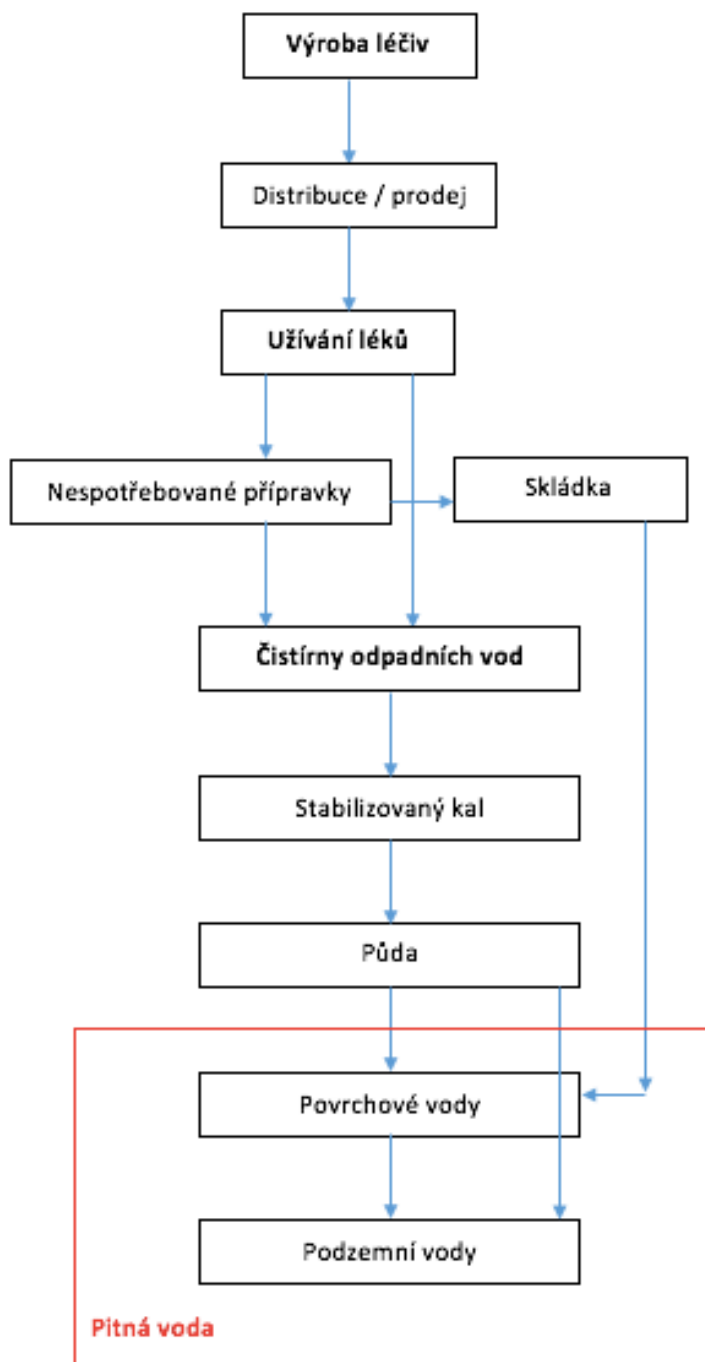 Výroba léčiv
Distribuce / prodej
Užívání léků
Nespotřebované přípravky
Skládka
Čistírny odpadních vod
Stabilizovaný kal
Půda
Povrchové vody
Podzemní vody
Pitná voda